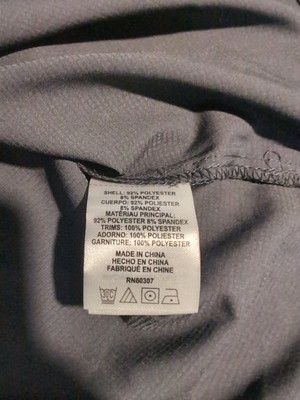 SHELL: 92% POLYESTER
8% SPANDEX
CUERPO: 92% POLIESTER
8% SPANDEX
MATÉRIAU PRINCIPAL:
92% POLYESTER 8% SPANDEX
TRIMS: 100% POLYESTER
ADORNO: 100% POLIESTER
GARNITURE: 100% POLYESTER
MADE IN CHINA
HECHO EN CHINA
FABRIQUÉ EN CHINE
RN60307